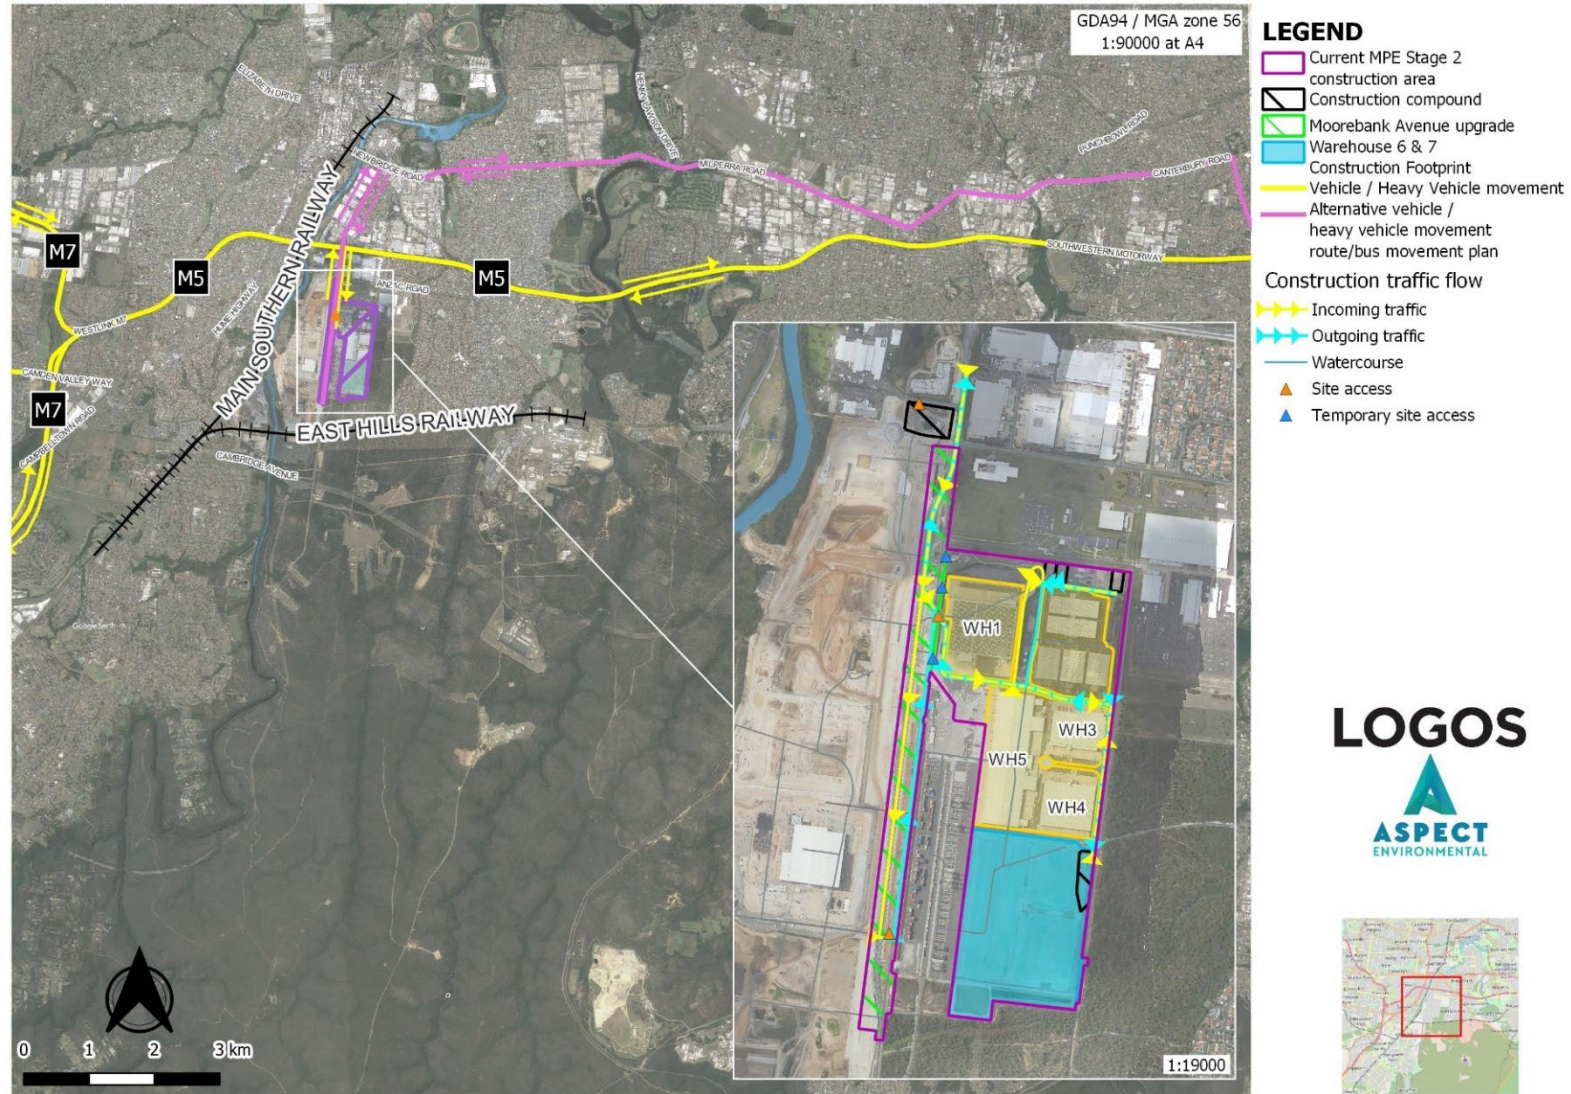 GDA94 / MGA zone 56
1:90000 at A4
ELIZABETH DRIVE
HENRY LAWSON DRIVE
PUNCHBOWL ROAD
NEWBRIDGE ROAD
MILPERRA ROAD
CANTERBURY ROAD
M7
M5
M5
SOUTHWESTERN MOTORWAY
ANZAC ROAD
HUME HIGHWAY
WESTLINK M7
MAIN SOUTHERN RAILWAY
CAMDEN VALLEY WAY
M7
CAMPBELLTOWN ROAD
EAST HILLS RAILWAY
CAMBRIDGE AVENUE
WH1
WH3
WH5
WH4
0 1 2 3 km
1:19000
LEGEND
Current MPE Stage 2
construction area
Construction compound
Moorebank Avenue upgrade
Warehouse 6 & 7
Construction Footprint
Vehicle / Heavy Vehicle movement
Alternative vehicle /
heavy vehicle movement
route/bus movement plan
Construction traffic flow
Incoming traffic
Outgoing traffic
Watercourse
Site access
Temporary site access
LOGOS
ASPECT
ENVIRONMENTAL